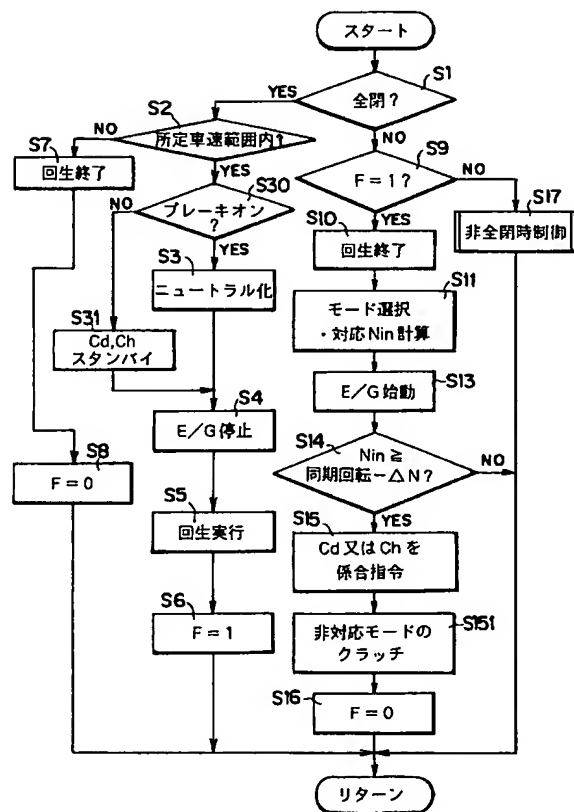 スタート
S1
全閉?
YES
NO
S2
所定車速範囲内?
NO
YES
S7
回生終了
S30
ブレーキオン
?
NO
YES
S3
ニュートラル化
S31
Cd,Ch
スタンバイ
S4
E/G停止
S8
F=0
S5
回生実行
S6
F=1
S9
F=1?
NO
YES
S17
非全閉時制御
S10
回生終了
S11
モード選択
・対応Nin計算
S13
E/G始動
S14
Nin≧
同期回転-△N?
NO
YES
S15
Cd又はChを
係合指令
S151
非対応モードの
クラッチ
S16
F=0
リターン